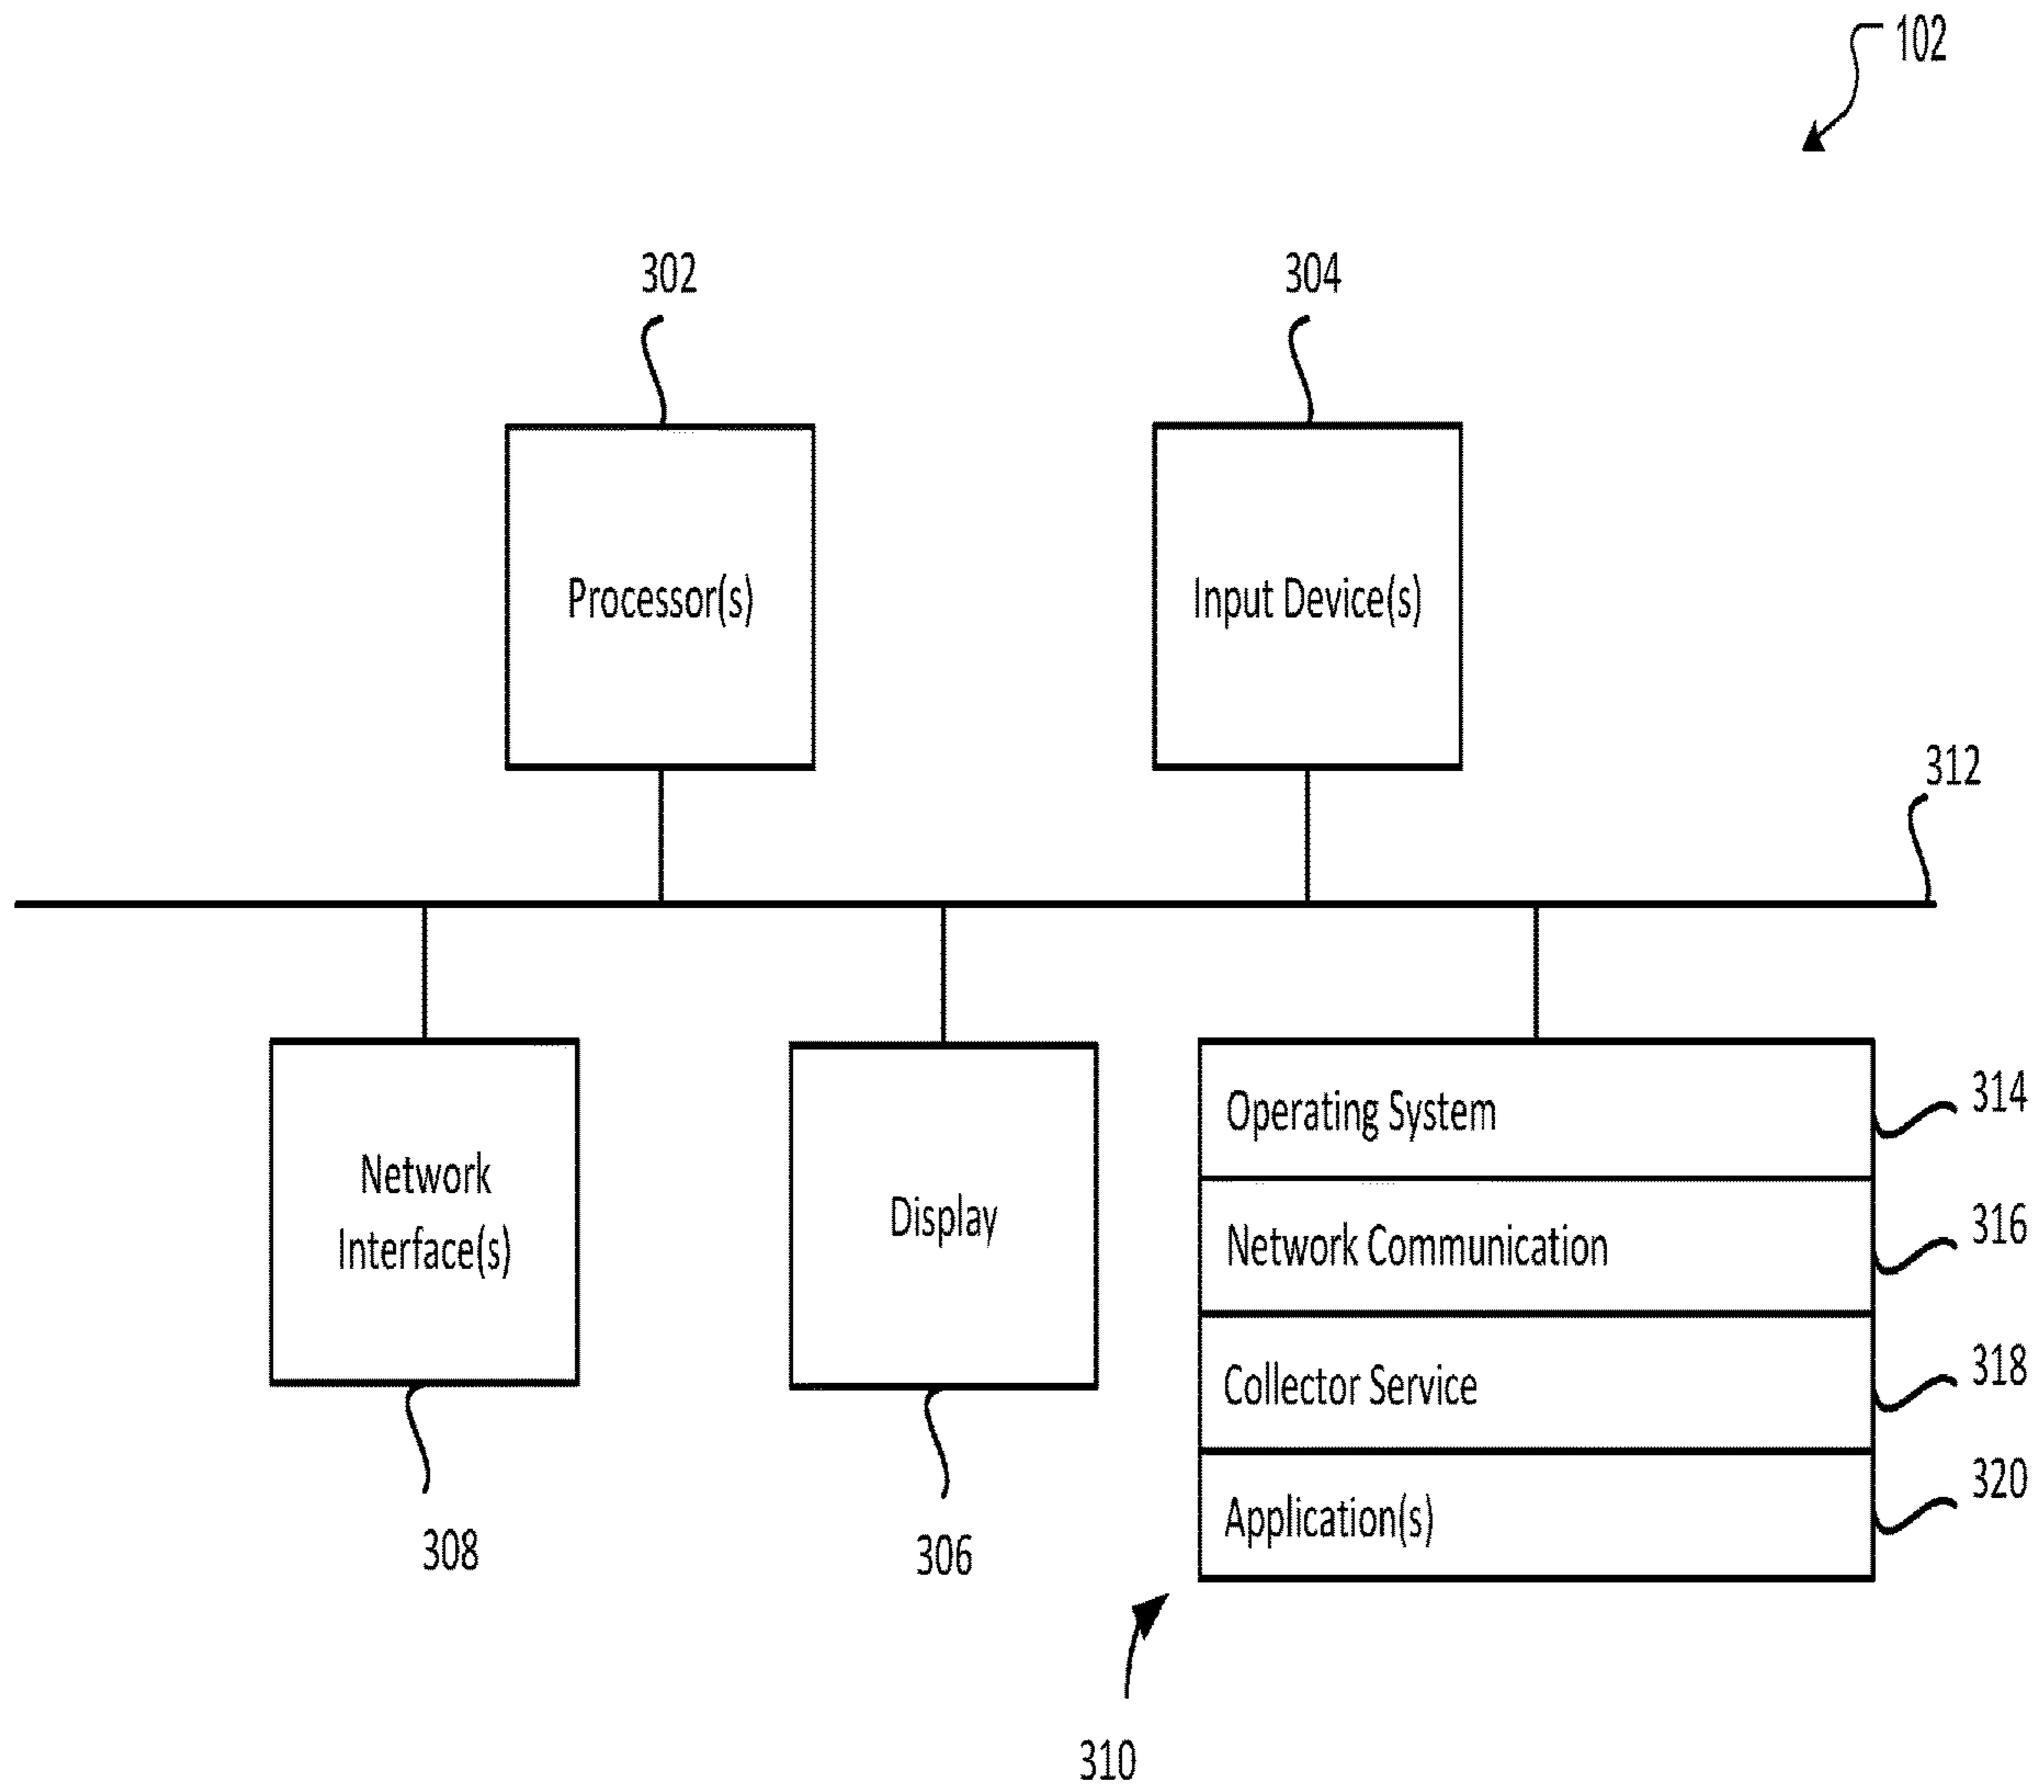 102
302
304
Processor(s)
Input Device(s)
312
Network
Interface(s)
Display
Operating System
314
Network Communication
316
Collector Service
318
Application(s)
320
308
306
310